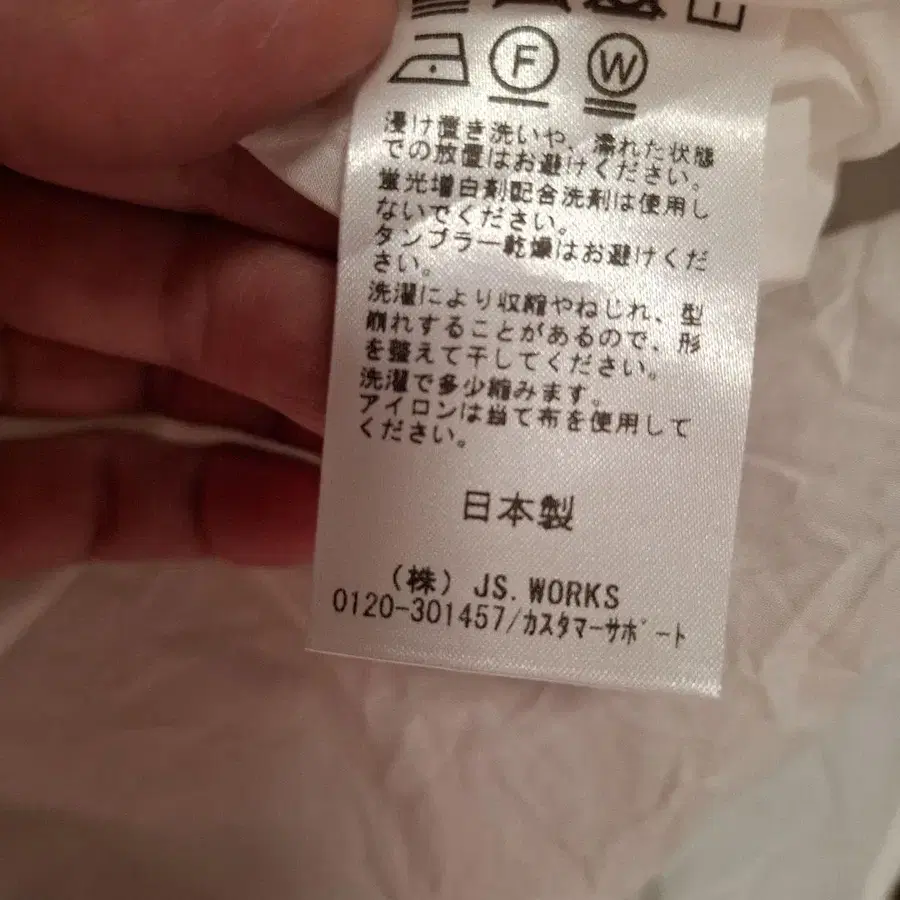 F W
浸け置き洗いや、濡れた状態
での放置はお避けください。
蛍光増白剤配合洗剤は使用し
ないでください。
タンブラー乾燥はお避けくだ
さい。
洗濯により収縮やねじれ、型
崩れすることがあるので、形
を整えて干してください。
洗濯で多少縮みます。
アイロンは当て布を使用して
ください。
日本製
（株）JS.WORKS
0120-301457/カスタマーサポート